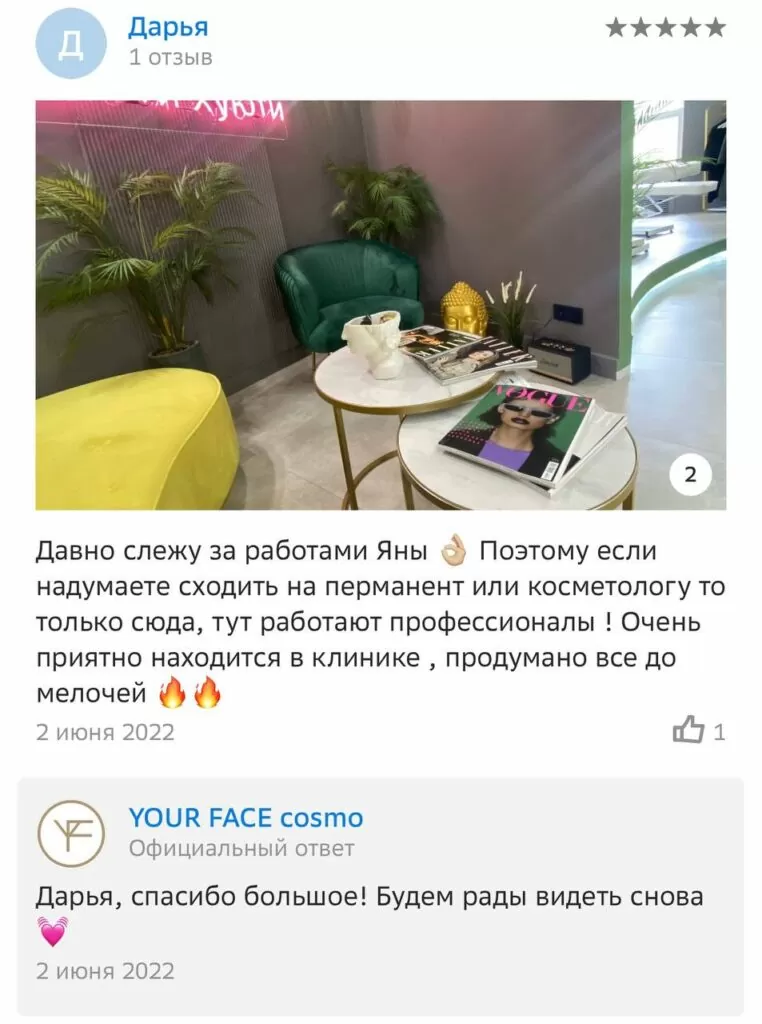 Д
Дарья
1 отзыв
VOGUE
2
Давно слежу за работами Яны 👌🏼 Поэтому если
надумаете сходить на перманент или косметологу то
только сюда, тут работают профессионалы ! Очень
приятно находится в клинике , продумано все до
мелочей 🔥🔥
2 июня 2022
1
YF
YOUR FACE cosmo
Официальный ответ
Дарья, спасибо большое! Будем рады видеть снова
💓
2 июня 2022